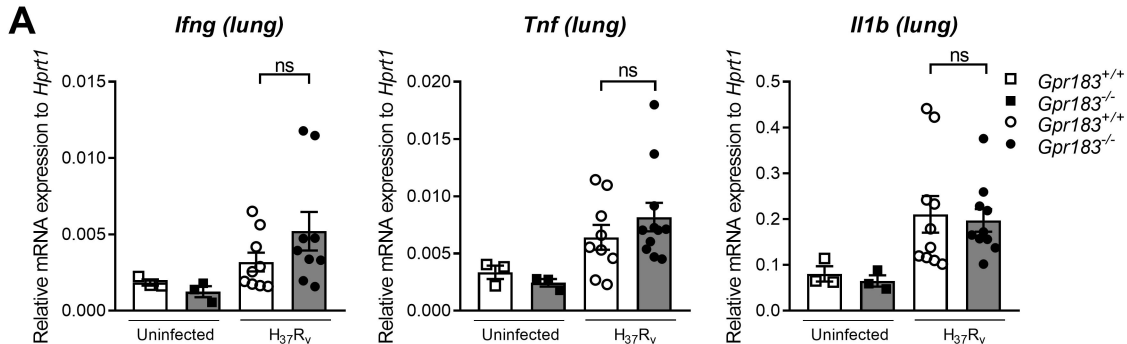 A
Ifng (lung)
Relative mRNA expression to Hprt1
0.015
0.010
0.005
0.000
ns
Uninfected
H37Rv
Tnf (lung)
Relative mRNA expression to Hprt1
0.020
0.015
0.010
0.005
0.000
ns
Uninfected
H37Rv
Il1b (lung)
Relative mRNA expression to Hprt1
0.5
0.4
0.3
0.2
0.1
0.0
ns
Uninfected
H37Rv
Gpr183+/+
Gpr183-/-
Gpr183+/+
Gpr183-/-